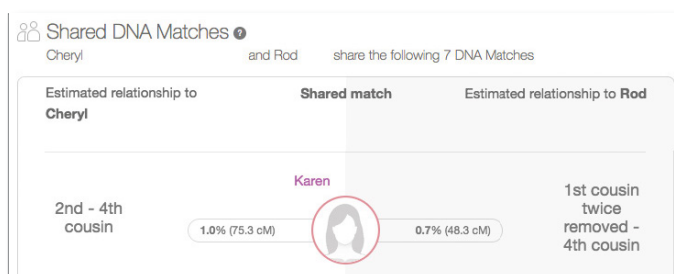 Shared DNA Matches ?
Cheryl and Rod share the following 7 DNA Matches
Estimated relationship to Cheryl
Shared match
Estimated relationship to Rod
Karen
2nd - 4th
cousin
1.0% (75.3 cM)
0.7% (48.3 cM)
1st cousin
twice
removed -
4th cousin